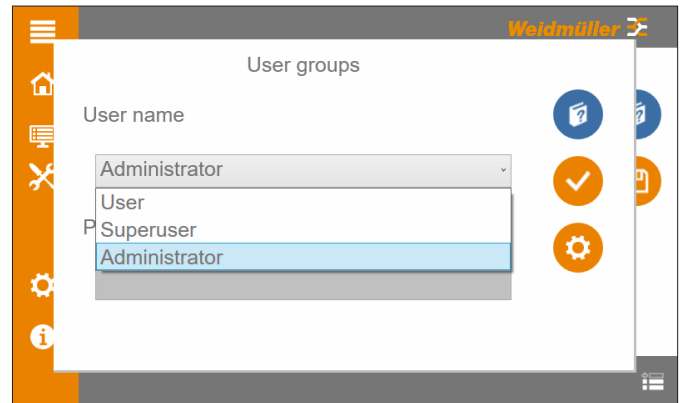 Weidmüller
User groups
User name
Administrator
User
P
Superuser
Administrator